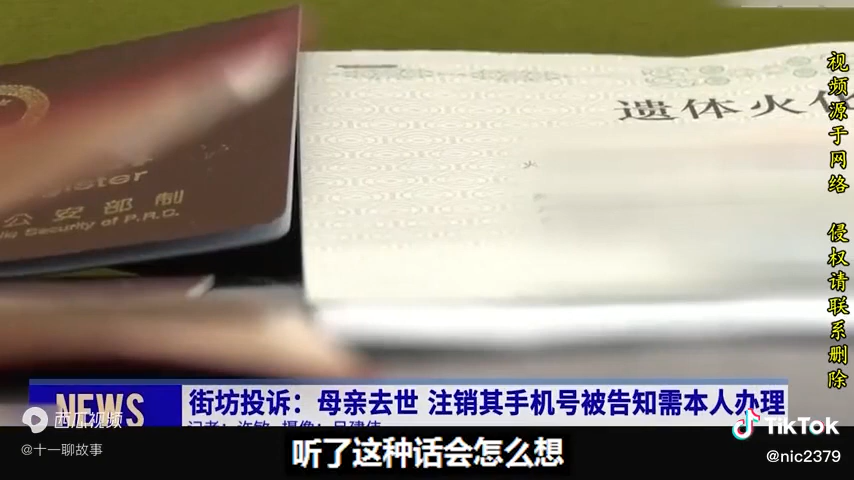 遗体火化
公安部制
Security of P.R.C.
视频源于网络 侵权请联系删除
NEWS
街坊投诉：母亲去世 注销其手机号被告知需本人办理
西瓜视频
@十一聊故事
听了这种话会怎么想
TikTok
@nic2379